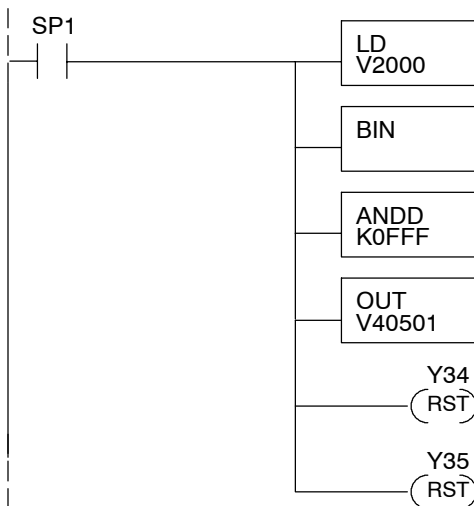 SP1
LD
V2000
BIN
ANDD
K0FFF
OUT
V40501
Y34
RST
Y35
RST